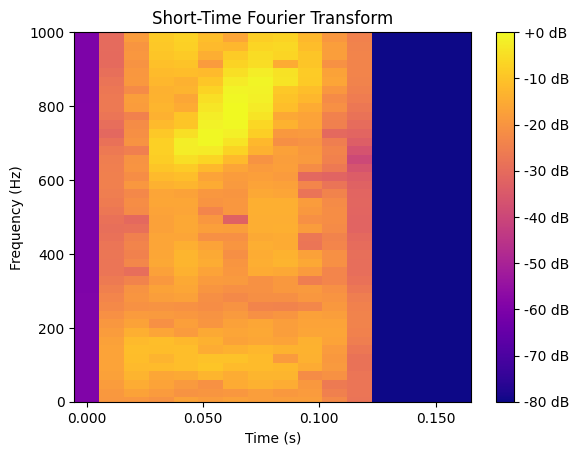 Short-Time Fourier Transform
1000
800
600
400
200
0
Frequency (Hz)
0.000
0.050
0.100
0.150
Time (s)
+0 dB
-10 dB
-20 dB
-30 dB
-40 dB
-50 dB
-60 dB
-70 dB
-80 dB